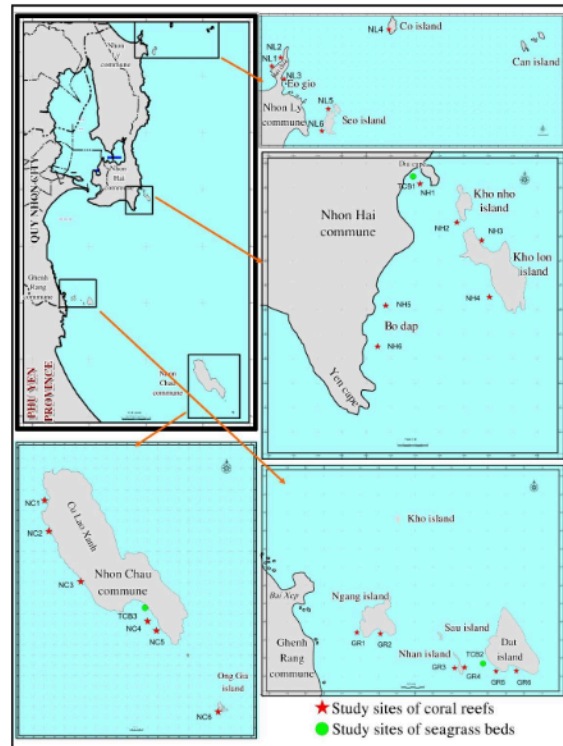 Nhon Ly
commune
QUY NHON CITY
Nhon
Hai
commune
Ghenh
Rang
commune
PHU YEN
PROVINCE
Nhon
Chau
commune
Co island
NL4
Can island
NL2
NL1
NL3
Eo gio
Nhon Ly
commune
NL5
NL6
Seo island
TCB1
NH1
Nhon Hai
commune
Kho nho
island
NH2
NH3
Kho lon
island
NH4
NH5
Bo dap
NH6
Yen cape
NC1
NC2
Cu Lao Xanh
NC3
Nhon Chau
commune
TCB3
NC4
NC5
Ong Gia
island
NC6
Kho island
Bai Xep
Ngang island
Ghenh
Rang
commune
GR1
GR2
Sau island
Nhan island
TCB2
Dat
island
GR3
GR4
GR5
GR6
Study sites of coral reefs
Study sites of seagrass beds